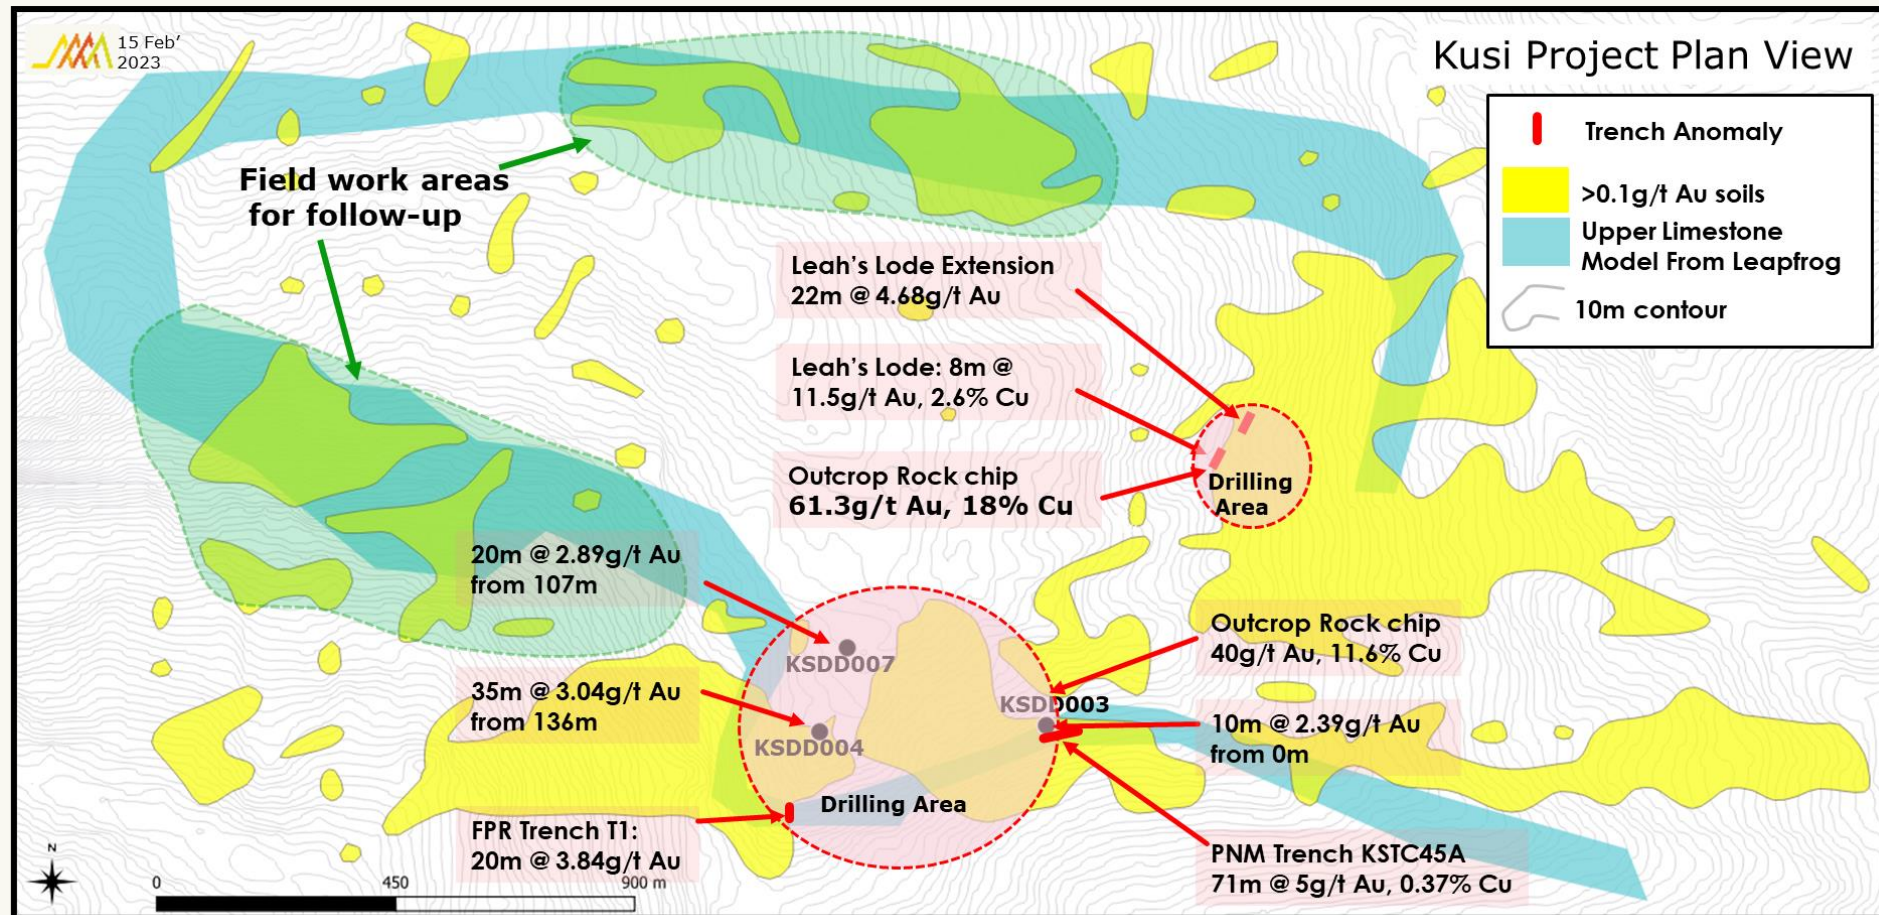 15 Feb’
2023
Kusi Project Plan View
Trench Anomaly
>0.1g/t Au soils
Upper Limestone
Model From Leapfrog
10m contour
Field work areas
for follow-up
Leah’s Lode Extension
22m @ 4.68g/t Au
Leah’s Lode: 8m @
11.5g/t Au, 2.6% Cu
Outcrop Rock chip
61.3g/t Au, 18% Cu
Drilling
Area
20m @ 2.89g/t Au
from 107m
KSDD007
35m @ 3.04g/t Au
from 136m
KSDD004
Outcrop Rock chip
40g/t Au, 11.6% Cu
KSDD003
10m @ 2.39g/t Au
from 0m
Drilling Area
FPR Trench T1:
20m @ 3.84g/t Au
PNM Trench KSTC45A
71m @ 5g/t Au, 0.37% Cu
N
0
450
900 m